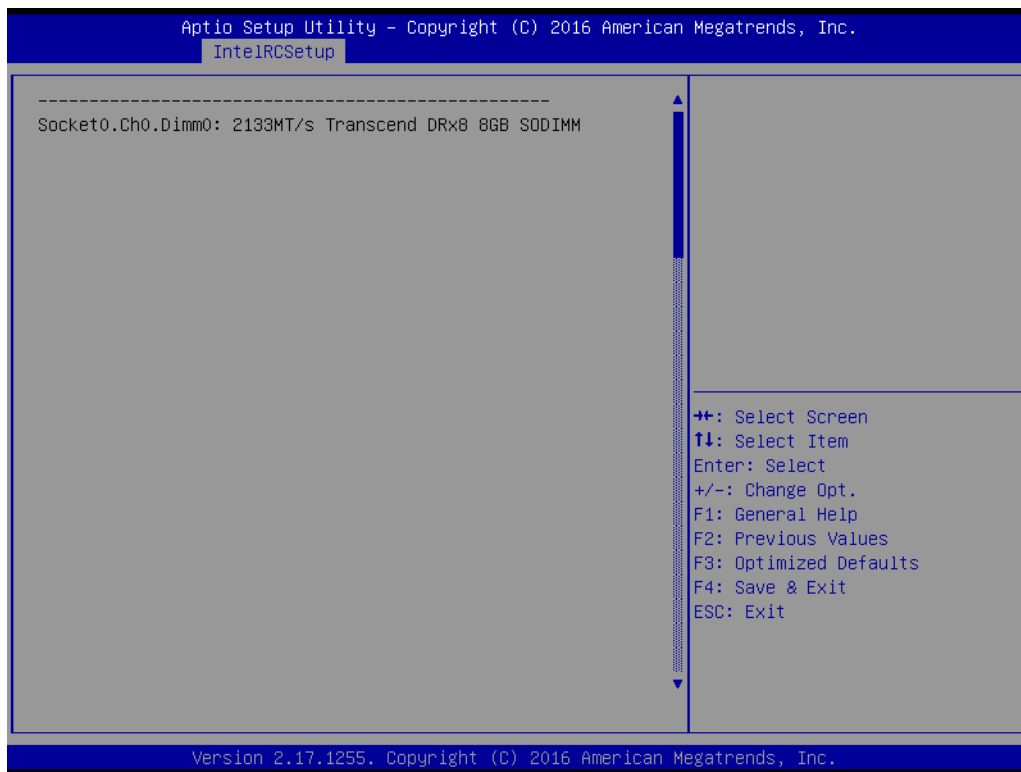 Aptio Setup Utility – Copyright (C) 2016 American Megatrends, Inc.
IntelRCSetup
--------------------------------------------------
Socket0.Ch0.Dimm0: 2133MT/s Transcend DRx8 8GB SODIMM
→←: Select Screen
↑↓: Select Item
Enter: Select
+/-: Change Opt.
F1: General Help
F2: Previous Values
F3: Optimized Defaults
F4: Save & Exit
ESC: Exit
Version 2.17.1255. Copyright (C) 2016 American Megatrends, Inc.